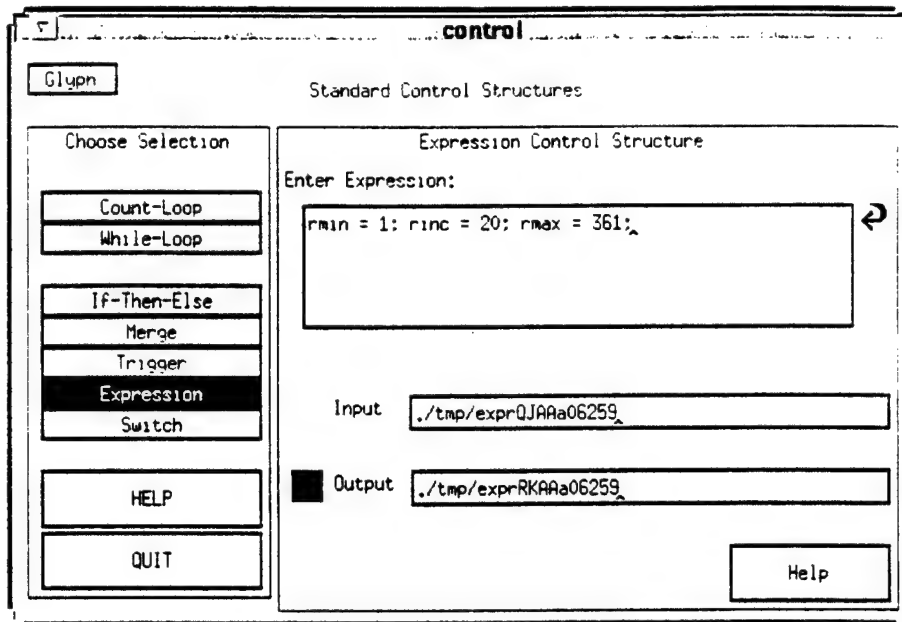 control
Glypn
Standard Control Structures
Choose Selection
Count-Loop
While-Loop
If-Then-Else
Merge
Trigger
Expression
Switch
HELP
QUIT
Expression Control Structure
Enter Expression:
rmin = 1; rinc = 20; rmax = 361;
Input ./tmp/exprQJAAa06259
Output ./tmp/exprRKAAa06259
Help